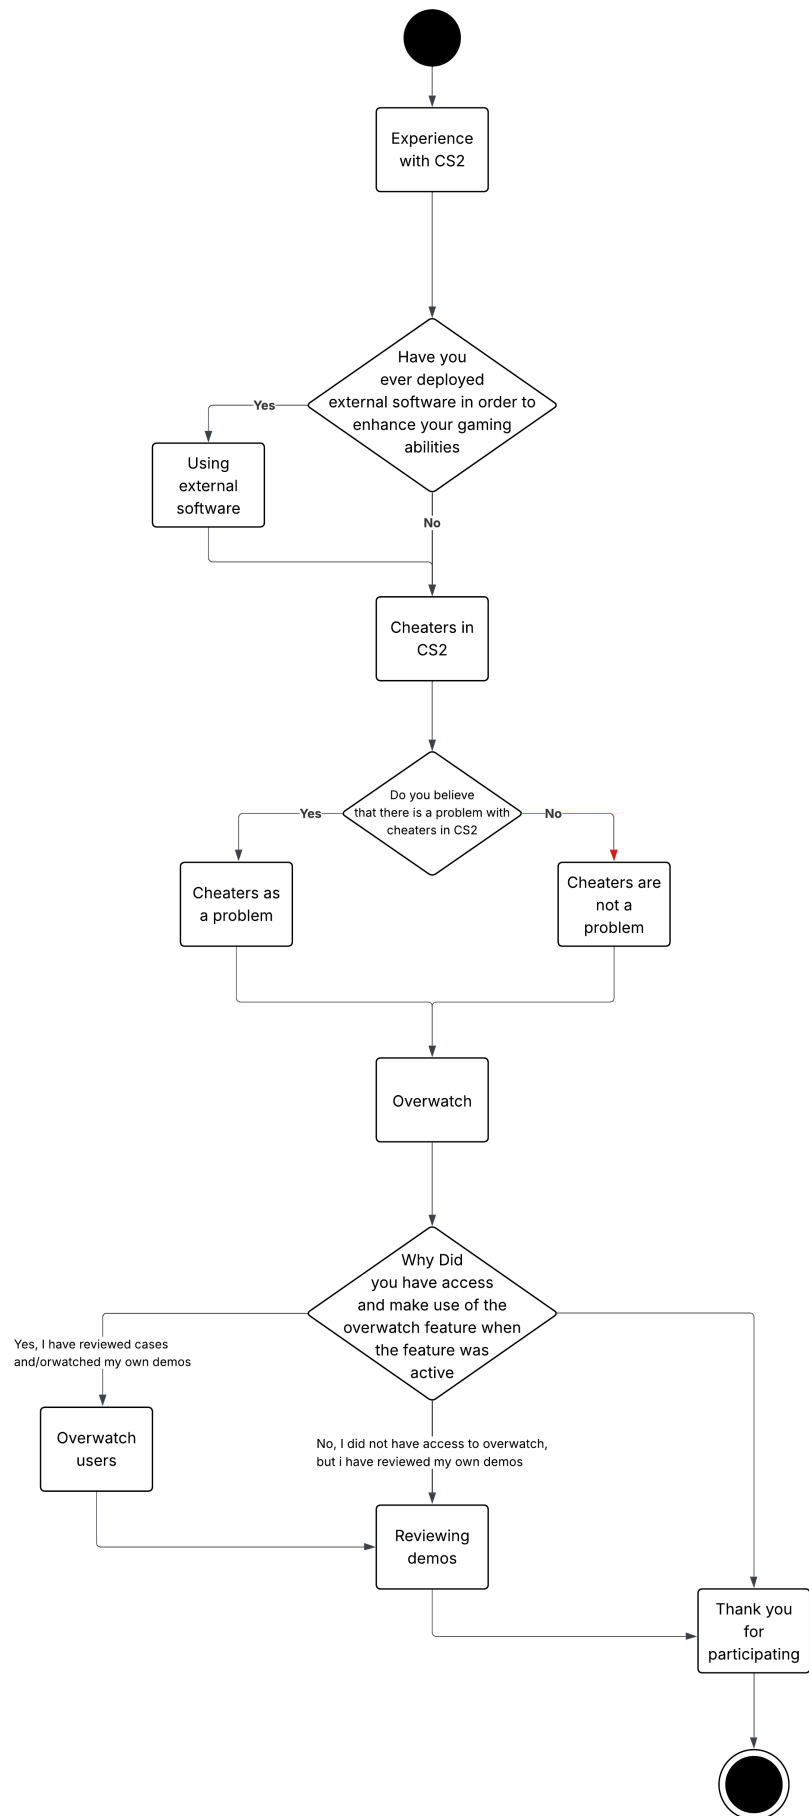 Experience
with CS2
Have you
ever deployed
external software in order to
enhance your gaming
abilities
Yes
Using
external
software
No
Cheaters in
CS2
Do you believe
that there is a problem with
cheaters in CS2
Yes
No
Cheaters as
a problem
Cheaters are
not a
problem
Overwatch
Why Did
you have access
and make use of the
overwatch feature when
the feature was
active
Yes, I have reviewed cases
and/orwatched my own demos
Overwatch
users
No, I did not have access to overwatch,
but i have reviewed my own demos
Reviewing
demos
Thank you
for
participating